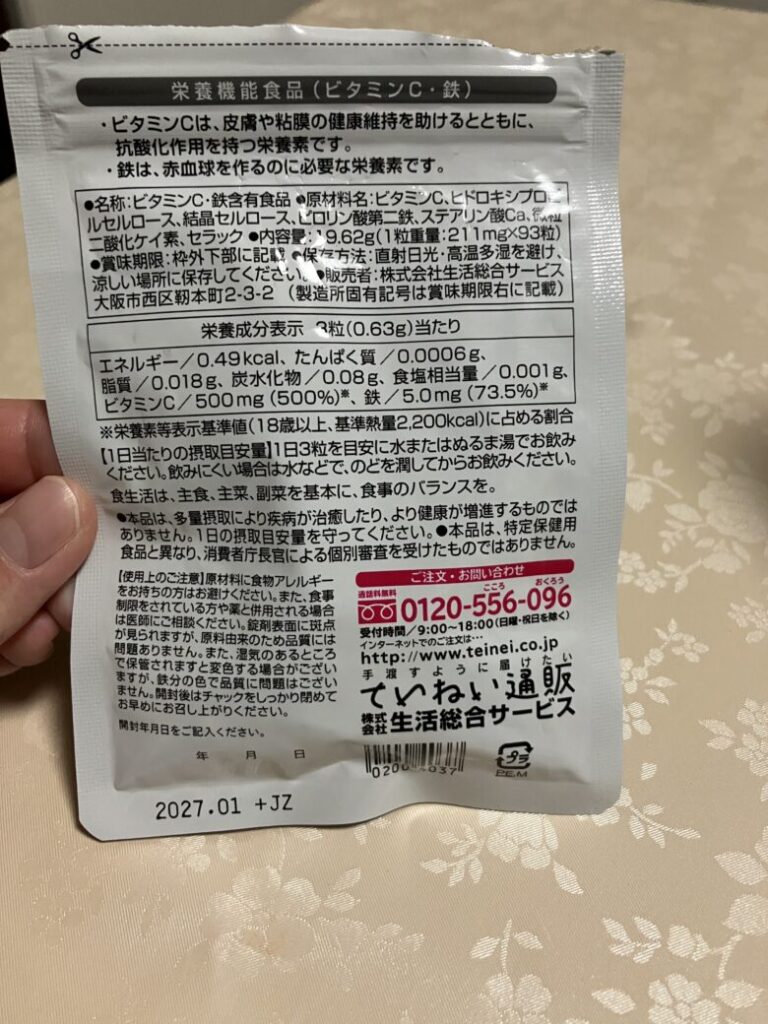 栄養機能食品(ビタミンC・鉄)
・ビタミンCは、皮膚や粘膜の健康維持を助けるとともに、
抗酸化作用を持つ栄養素です。
・鉄は、赤血球を作るのに必要な栄養素です。
●名称:ビタミンC・鉄含有食品 ●原材料名:ビタミンC、ヒドロキシプロピ
ルセルロース、結晶セルロース、ピロリン酸第二鉄、ステアリン酸Ca、微粒
二酸化ケイ素、セラック ●内容量:19.62g(1粒重量:211mg×93粒)
●賞味期限:枠外下部に記載 ●保存方法:直射日光・高温多湿を避け、
涼しい場所に保存してください。●販売者:株式会社生活総合サービス
大阪市西区靭本町2-3-2 (製造所固有記号は賞味期限右に記載)
栄養成分表示 3粒(0.63g)当たり
エネルギー/0.49kcal、たんぱく質/0.0006g、
脂質/0.018g、炭水化物/0.08g、食塩相当量/0.001g、
ビタミンC/500mg(500%)※、鉄/5.0mg(73.5%)※
※栄養素等表示基準値(18歳以上、基準熱量2,200kcal)に占める割合
【1日当たりの摂取目安量】1日3粒を目安に水またはぬるま湯でお飲み
ください。飲みにくい場合は水などで、のどを潤してからお飲みください。
食生活は、主食、主菜、副菜を基本に、食事のバランスを。
●本品は、多量摂取により疾病が治癒したり、より健康が増進するものでは
ありません。1日の摂取目安量を守ってください。●本品は、特定保健用
食品と異なり、消費者庁長官による個別審査を受けたものではありません。
【使用上のご注意】原材料に食物アレルギー
をお持ちの方はお避けください。また、食事
制限をされている方や薬と併用される場合
は医師にご相談ください。錠剤表面に斑点
が見られますが、原料由来のため品質には
問題ありません。また、湿気のあるところ
で保管されますと変色する場合がござい
ますが、鉄分の色で品質に問題はござい
ません。開封後はチャックをしっかり閉めて
お早めにお召し上がりください。
開封年月日をご記入ください。
年 月 日
ご注文・お問い合わせ
通話料無料
こころ おくろう
0120-556-096
受付時間/9:00~18:00(日曜・祝日を除く)
インターネットでのご注文は…
http://www.teinei.co.jp
手渡すように届けたい
ていねい通販
株式会社 生活総合サービス
プラ
PE,M
2027.01 +JZ